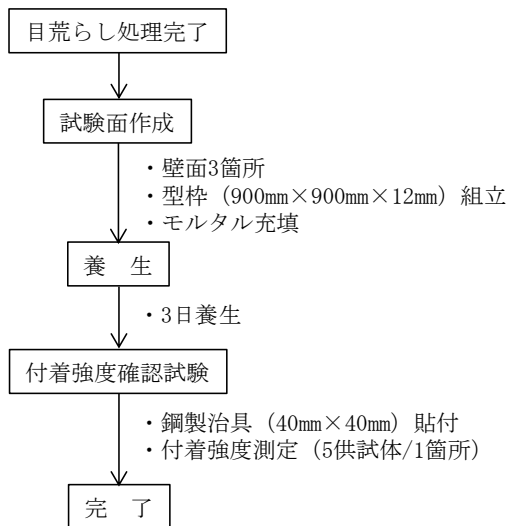 目荒らし処理完了
試験面作成
・壁面3箇所
・型枠（900㎜×900㎜×12㎜）組立
・モルタル充填
養　生
・3日養生
付着強度確認試験
・鋼製治具（40㎜×40㎜）貼付
・付着強度測定（5供試体/1箇所）
完　了